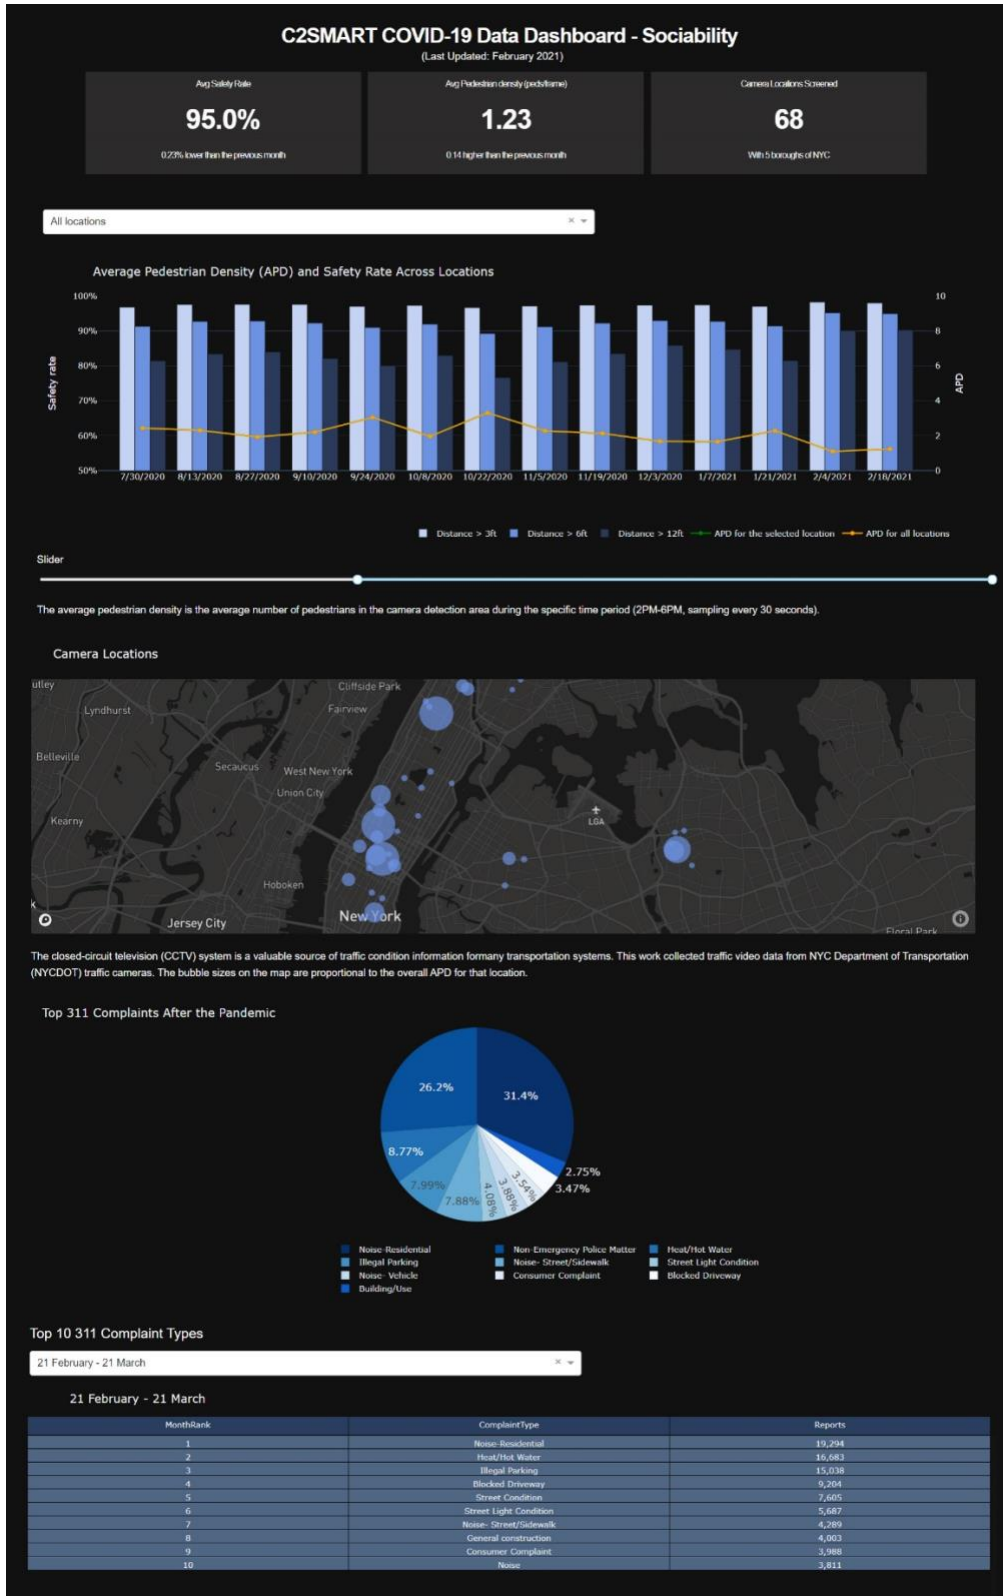 C2SMART COVID-19 Data Dashboard - Sociability
(Last Updated: February 2021)
Avg Safety Rate
Avg Pedestrian density (peds/frame)
Camera Locations Screened
95.0%
1.23
68
0.23% lower than the previous month
0.14 higher than the previous month
With 5 boroughs of NYC
All locations
Average Pedestrian Density (APD) and Safety Rate Across Locations
100%
90%
80%
70%
60%
50%
Safety rate
10
8
6
4
2
0
APD
7/30/2020 8/13/2020 8/27/2020 9/10/2020 9/24/2020 10/8/2020 10/22/2020 11/5/2020 11/19/2020 12/3/2020 1/7/2021 1/21/2021 2/4/2021 2/18/2021
Distance > 3ft Distance > 6ft Distance > 12ft APD for the selected location APD for all locations
Slider
The average pedestrian density is the average number of pedestrians in the camera detection area during the specific time period (2PM-6PM, sampling every 30 seconds).
Camera Locations
utley
Cliffside Park
Lyndhurst
Fairview
Belleville
Secaucus
West New York
Union City
Kearny
LGA
Hoboken
k
Jersey City
New York
Floral Park
The closed-circuit television (CCTV) system is a valuable source of traffic condition information formany transportation systems. This work collected traffic video data from NYC Department of Transportation
(NYCDOT) traffic cameras. The bubble sizes on the map are proportional to the overall APD for that location.
Top 311 Complaints After the Pandemic
26.2%
31.4%
8.77%
7.99%
7.88%
4.08%
3.88%
3.54%
2.75%
3.47%
Noise-Residential Non-Emergency Police Matter Heat/Hot Water
Illegal Parking Noise- Street/Sidewalk Street Light Condition
Noise- Vehicle Consumer Complaint Blocked Driveway
Building/Use
Top 10 311 Complaint Types
21 February - 21 March
21 February - 21 March
MonthRank ComplaintType Reports
1 Noise-Residential 19,294
2 Heat/Hot Water 16,683
3 Illegal Parking 15,038
4 Blocked Driveway 9,204
5 Street Condition 7,605
6 Street Light Condition 5,687
7 Noise- Street/Sidewalk 4,289
8 General construction 4,003
9 Consumer Complaint 3,988
10 Noise 3,811